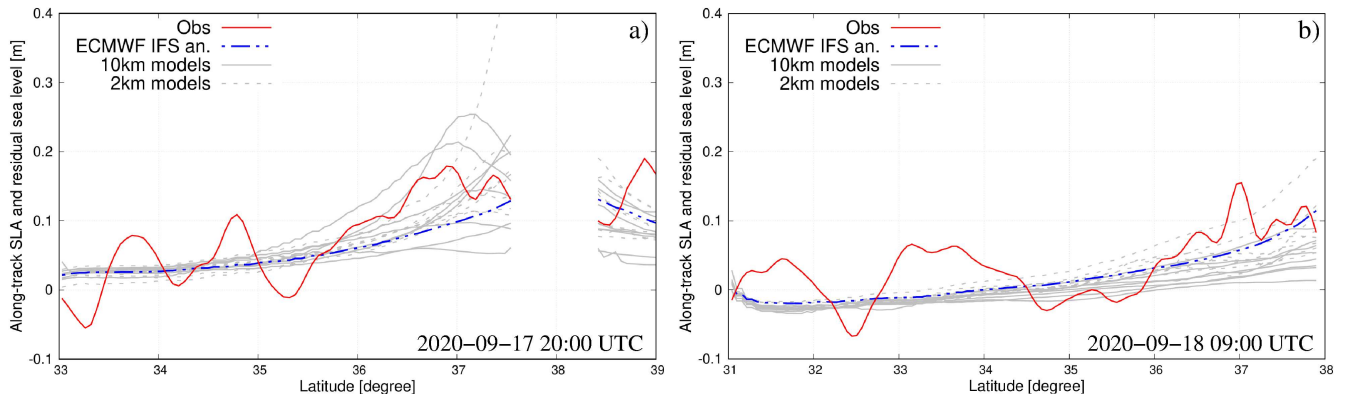 0.4
0.3
0.2
0.1
0
-0.1
Along-track SLA and residual sea level [m]
Obs
ECMWF IFS an.
10km models
2km models
a)
2020-09-17 20:00 UTC
33 34 35 36 37 38 39
Latitude [degree]
0.4
0.3
0.2
0.1
0
-0.1
Along-track SLA and residual sea level [m]
Obs
ECMWF IFS an.
10km models
2km models
b)
2020-09-18 09:00 UTC
31 32 33 34 35 36 37 38
Latitude [degree]